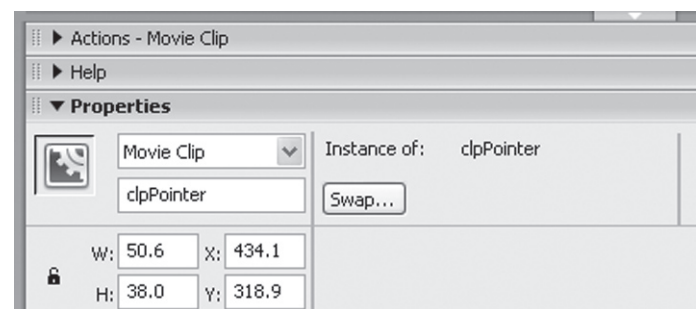 Actions - Movie Clip
Help
Properties
Movie Clip
Instance of: clpPointer
clpPointer
Swap...
W: 50.6 X: 434.1
H: 38.0 Y: 318.9